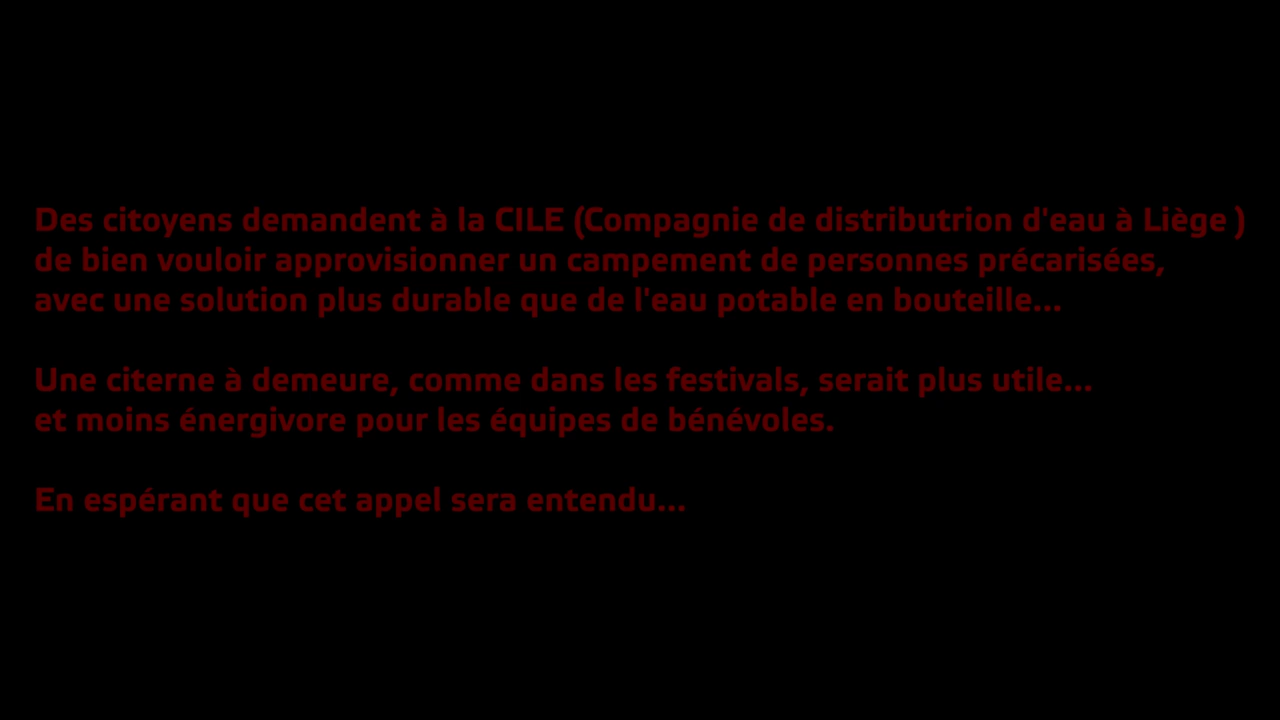 Des citoyens demandent à la CILE (Compagnie de distributrion d'eau à Liège )
de bien vouloir approvisionner un campement de personnes précarisées,
avec une solution plus durable que de l'eau potable en bouteille...
Une citerne à demeure, comme dans les festivals, serait plus utile...
et moins énergivore pour les équipes de bénévoles.
En espérant que cet appel sera entendu...